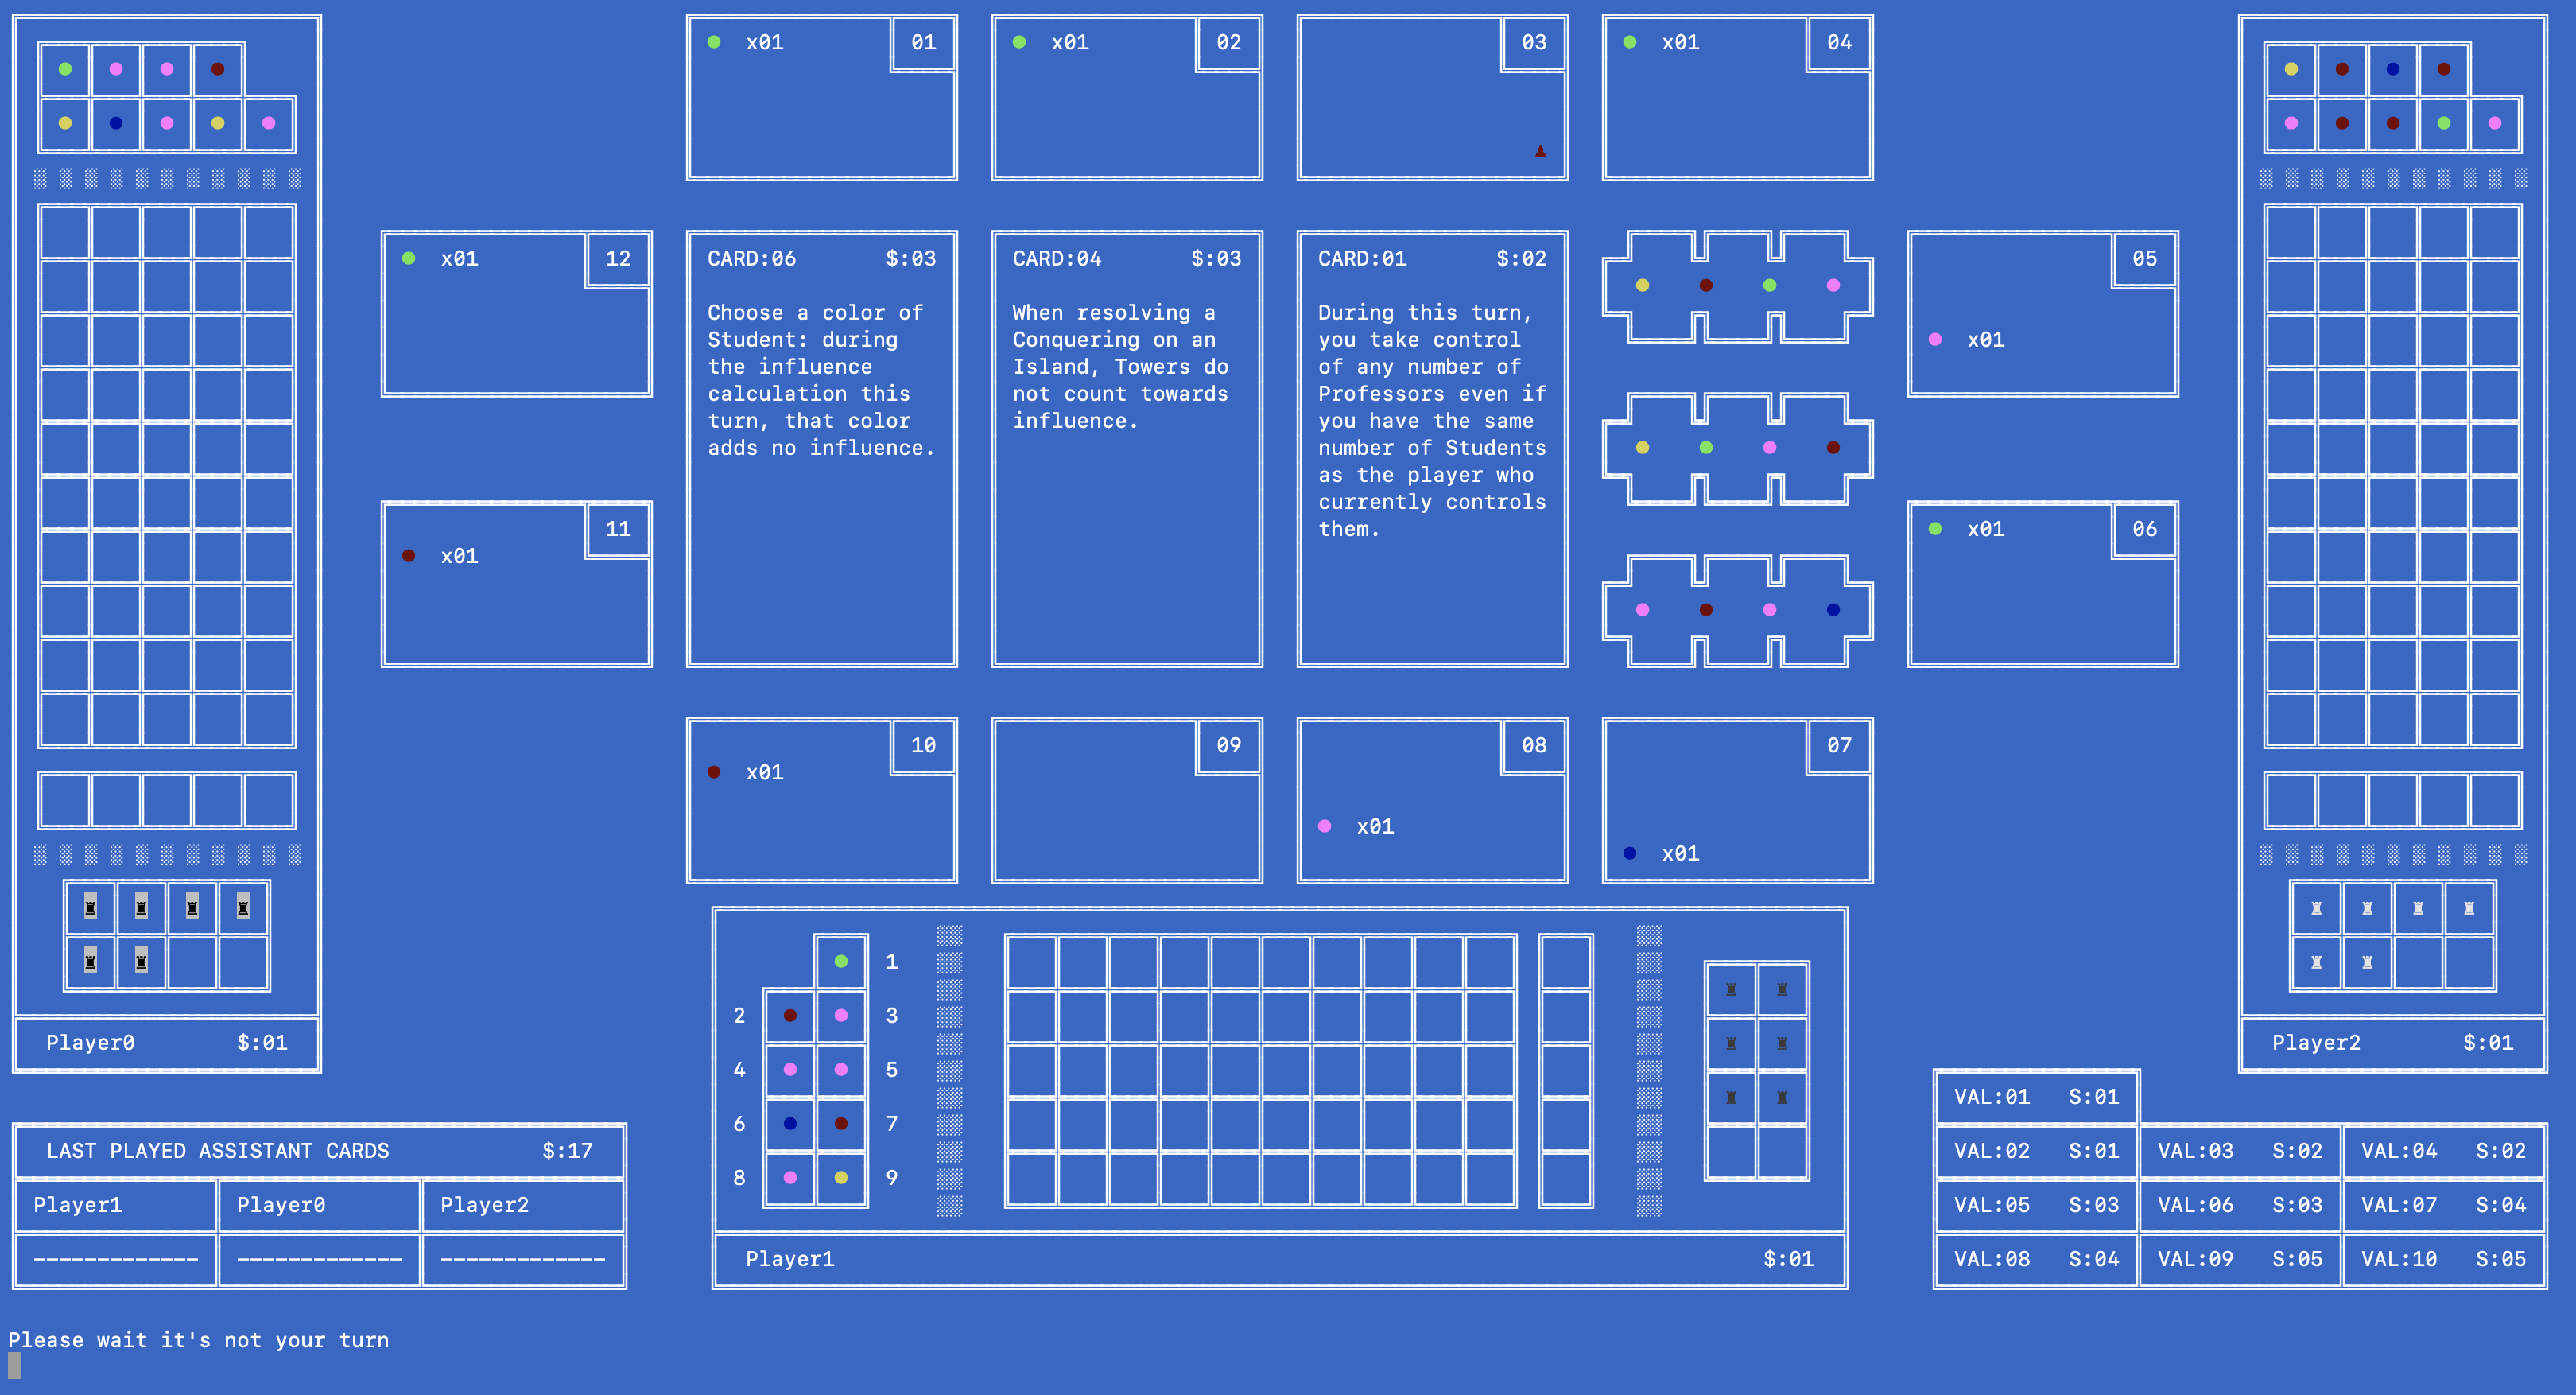 x01 01
x01 02
03
x01 04
x01 12
CARD:06 $:03
Choose a color of
Student: during
the influence
calculation this
turn, that color
adds no influence.
CARD:04 $:03
When resolving a
Conquering on an
Island, Towers do
not count towards
influence.
CARD:01 $:02
During this turn,
you take control
of any number of
Professors even if
you have the same
number of Students
as the player who
currently controls
them.
05
x01
11
x01
06
x01
10
x01
09
08
x01
07
x01
Player0 $:01
Player2 $:01
1
2 3
4 5
6 7
8 9
Player1 $:01
LAST PLAYED ASSISTANT CARDS $:17
Player1 Player0 Player2
------------- ------------- -------------
VAL:01 S:01
VAL:02 S:01 VAL:03 S:02 VAL:04 S:02
VAL:05 S:03 VAL:06 S:03 VAL:07 S:04
VAL:08 S:04 VAL:09 S:05 VAL:10 S:05
Please wait it's not your turn